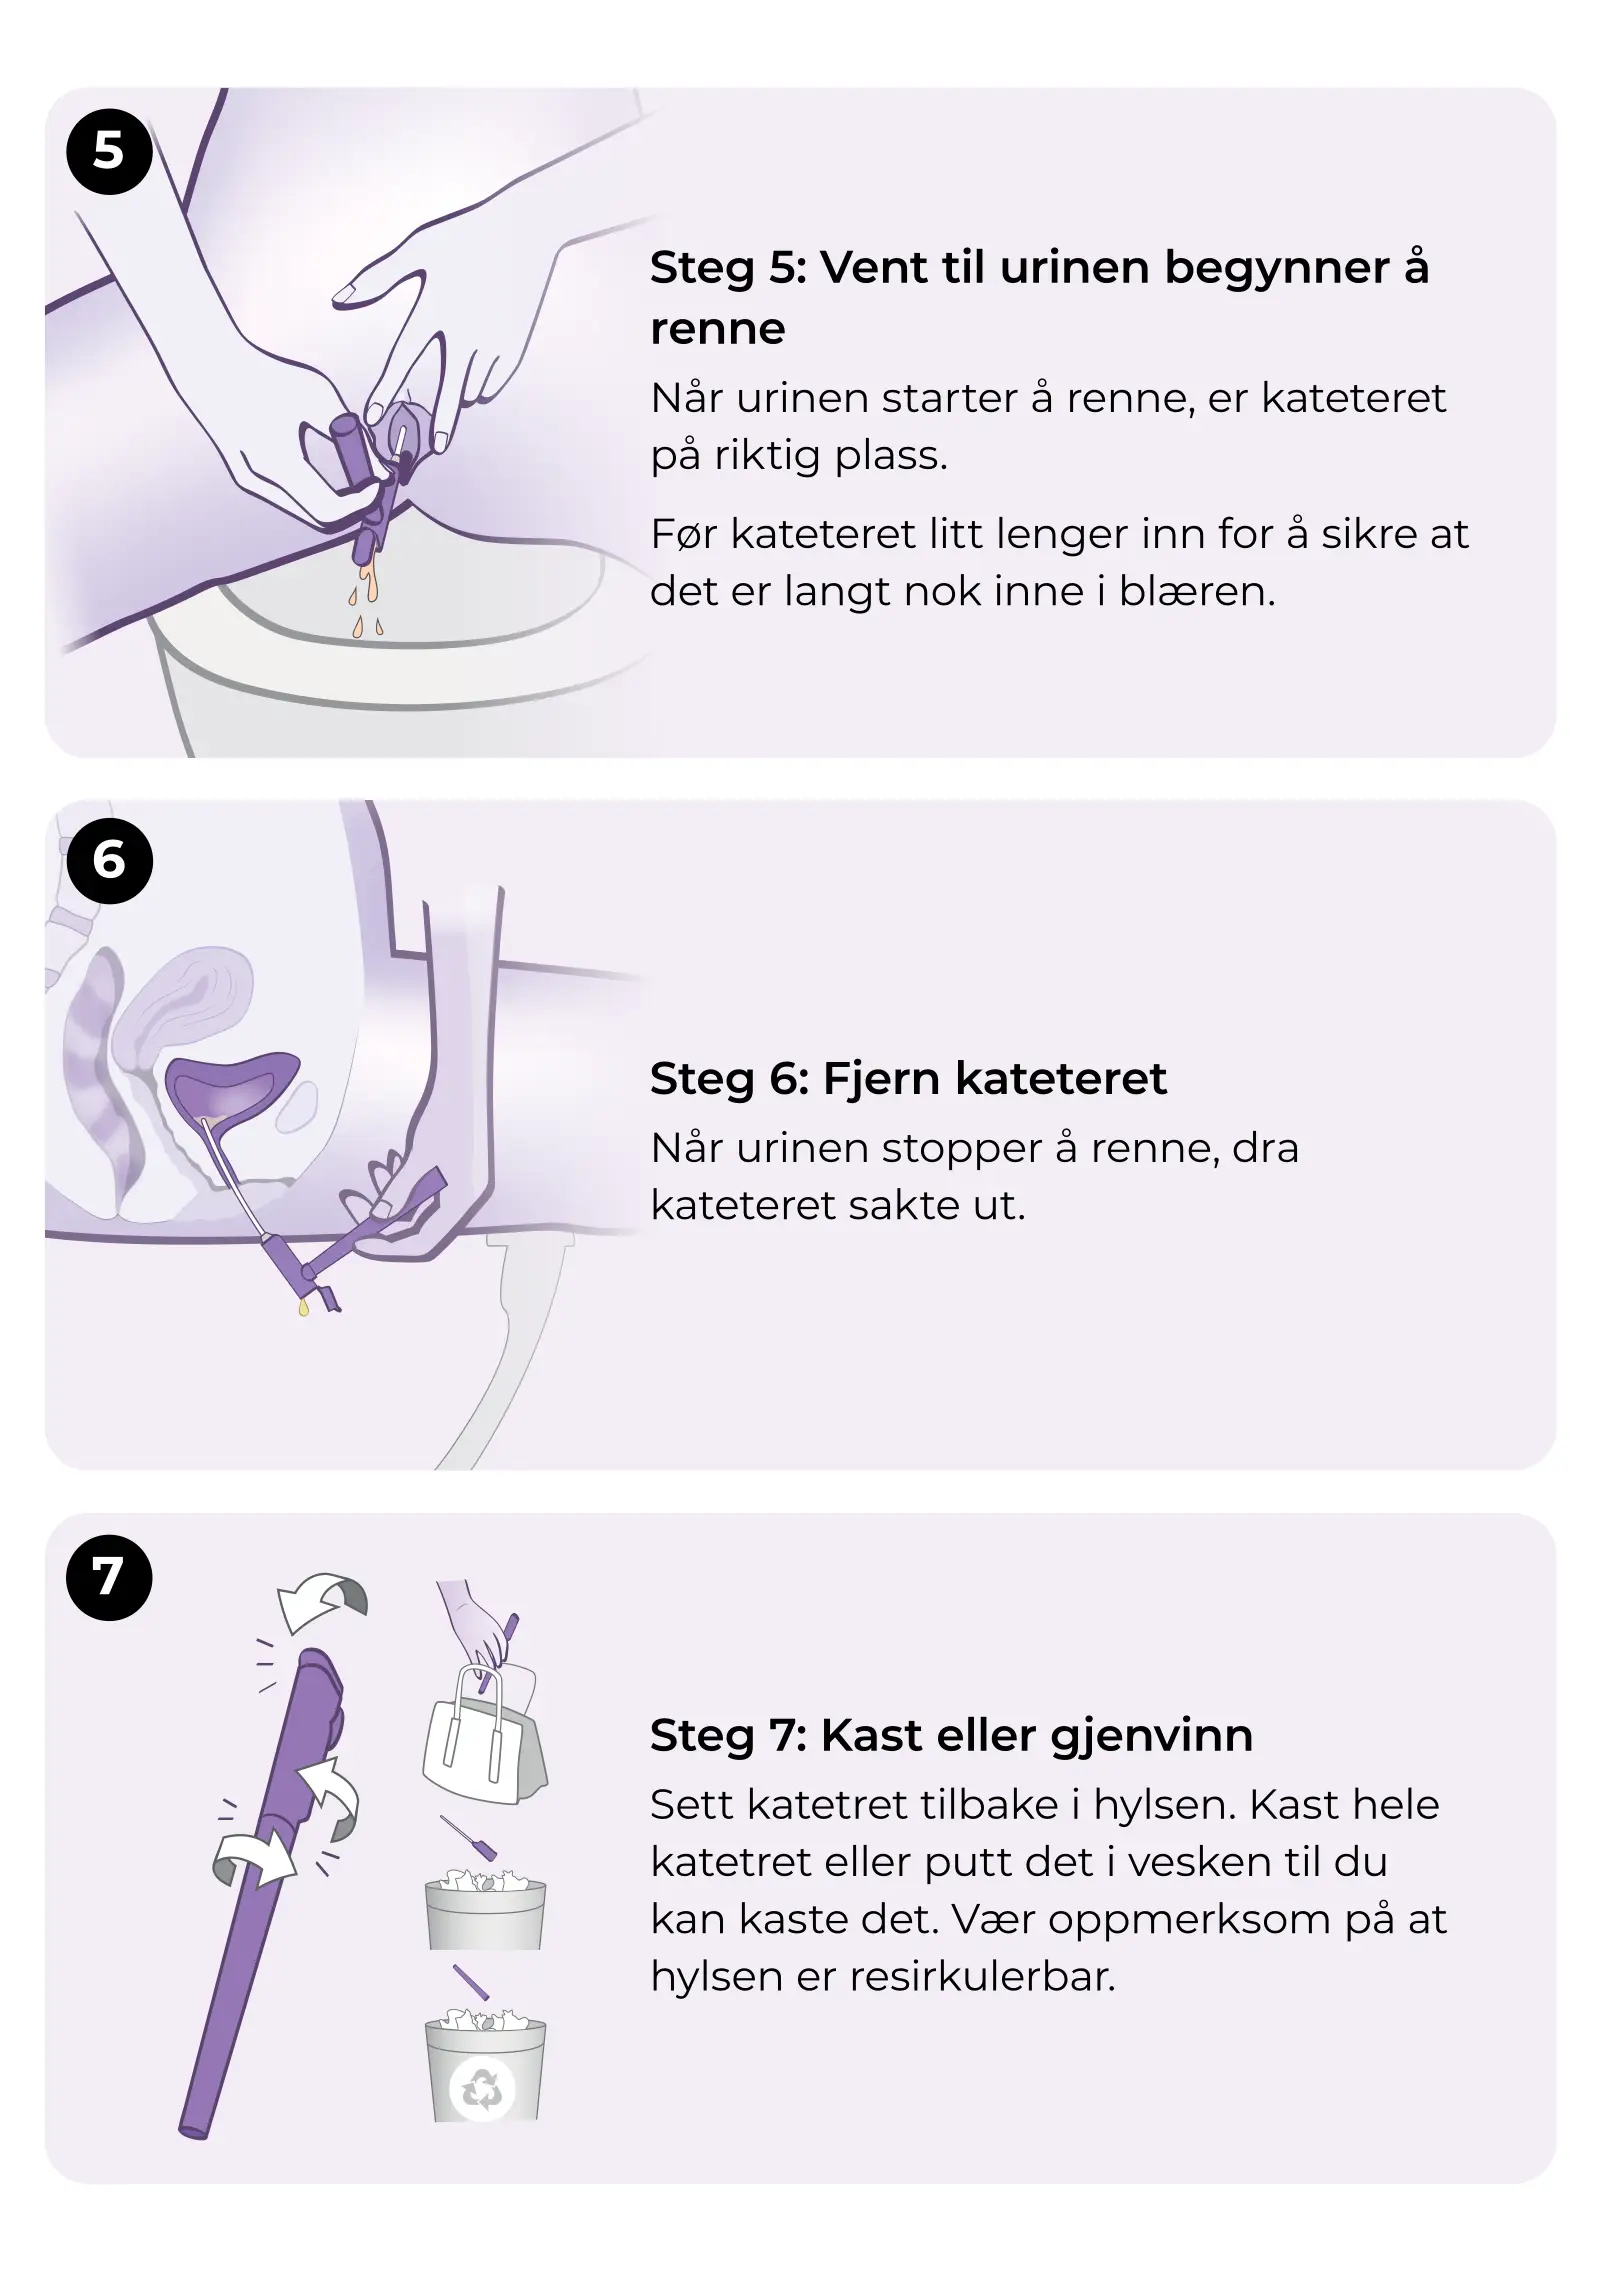 5
Steg 5: Vent til urinen begynner å
renne
Når urinen starter å renne, er kateteret
på riktig plass.
Før kateteret litt lenger inn for å sikre at
det er langt nok inne i blæren.
6
Steg 6: Fjern kateteret
Når urinen stopper å renne, dra
kateteret sakte ut.
7
Steg 7: Kast eller gjenvinn
Sett katetret tilbake i hylsen. Kast hele
katetret eller putt det i vesken til du
kan kaste det. Vær oppmerksom på at
hylsen er resirkulerbar.